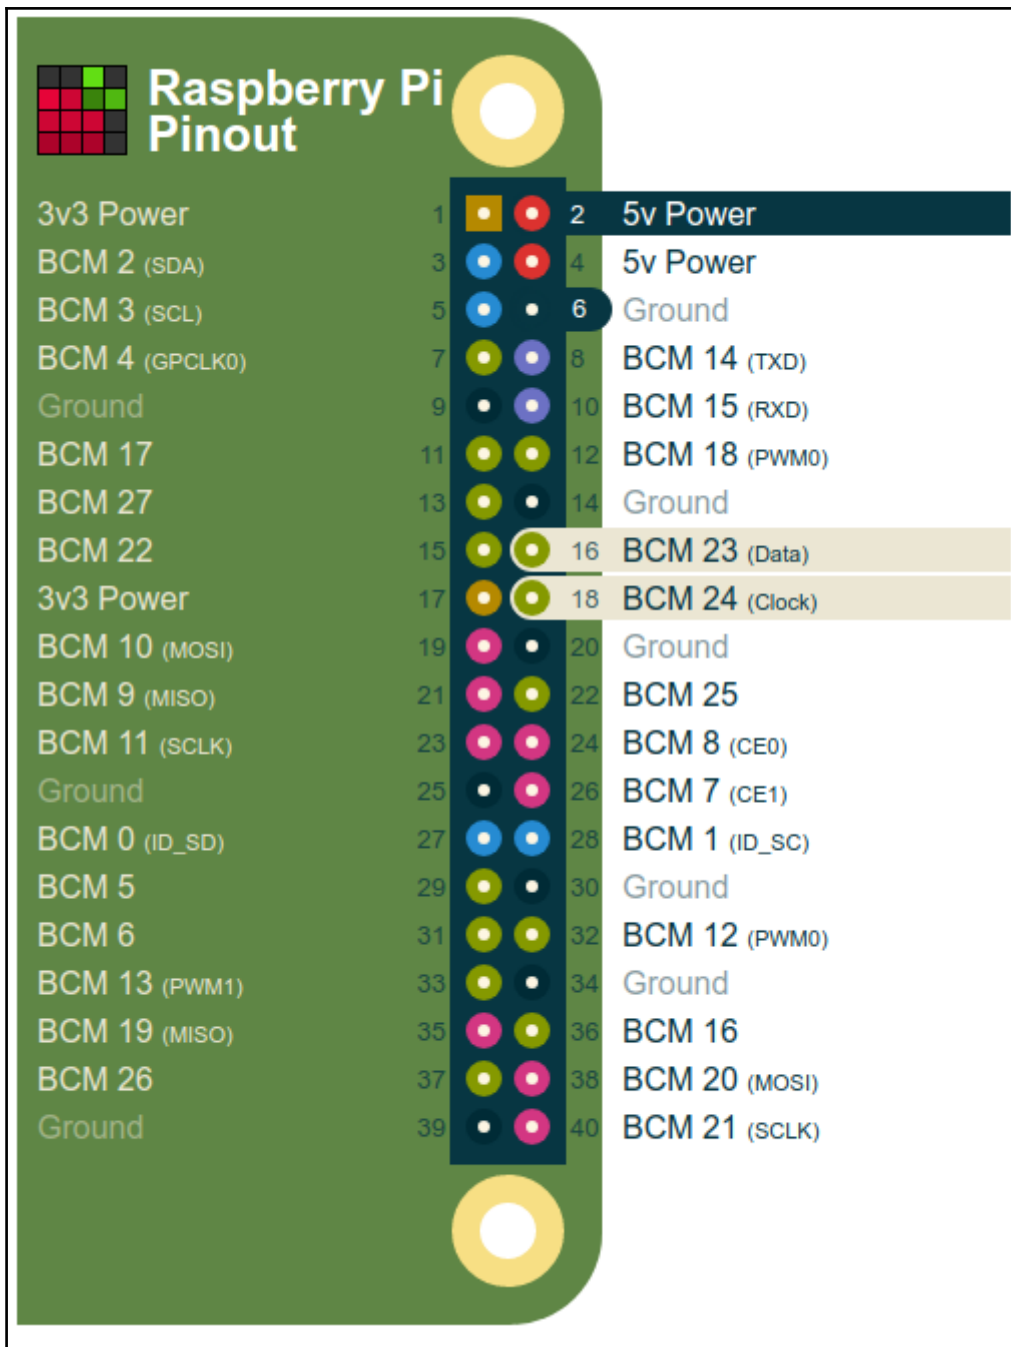 Raspberry Pi
Pinout
3v3 Power 1 2 5v Power
BCM 2 (SDA) 3 4 5v Power
BCM 3 (SCL) 5 6 Ground
BCM 4 (GPCLK0) 7 8 BCM 14 (TXD)
Ground 9 10 BCM 15 (RXD)
BCM 17 11 12 BCM 18 (PWM0)
BCM 27 13 14 Ground
BCM 22 15 16 BCM 23 (Data)
3v3 Power 17 18 BCM 24 (Clock)
BCM 10 (MOSI) 19 20 Ground
BCM 9 (MISO) 21 22 BCM 25
BCM 11 (SCLK) 23 24 BCM 8 (CE0)
Ground 25 26 BCM 7 (CE1)
BCM 0 (ID_SD) 27 28 BCM 1 (ID_SC)
BCM 5 29 30 Ground
BCM 6 31 32 BCM 12 (PWM0)
BCM 13 (PWM1) 33 34 Ground
BCM 19 (MISO) 35 36 BCM 16
BCM 26 37 38 BCM 20 (MOSI)
Ground 39 40 BCM 21 (SCLK)